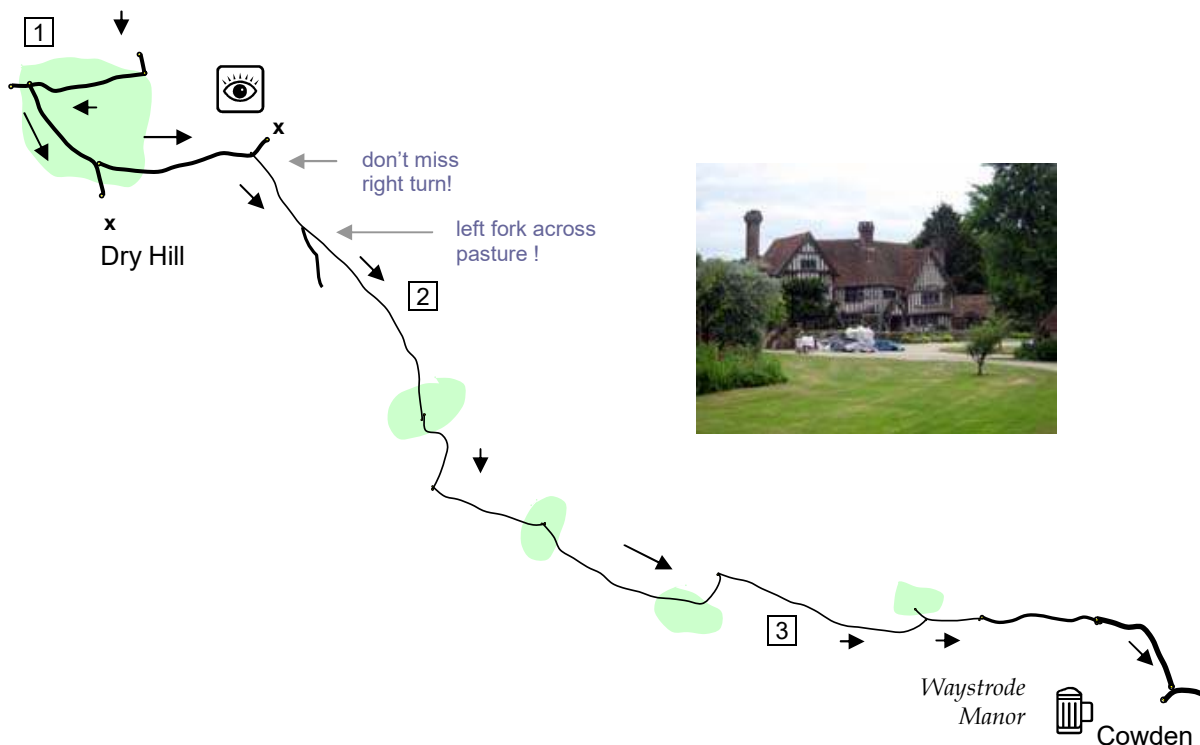 1
x
don't miss
right turn!
x
Dry Hill
left fork across
pasture !
2
3
Waystrode
Manor
Cowden